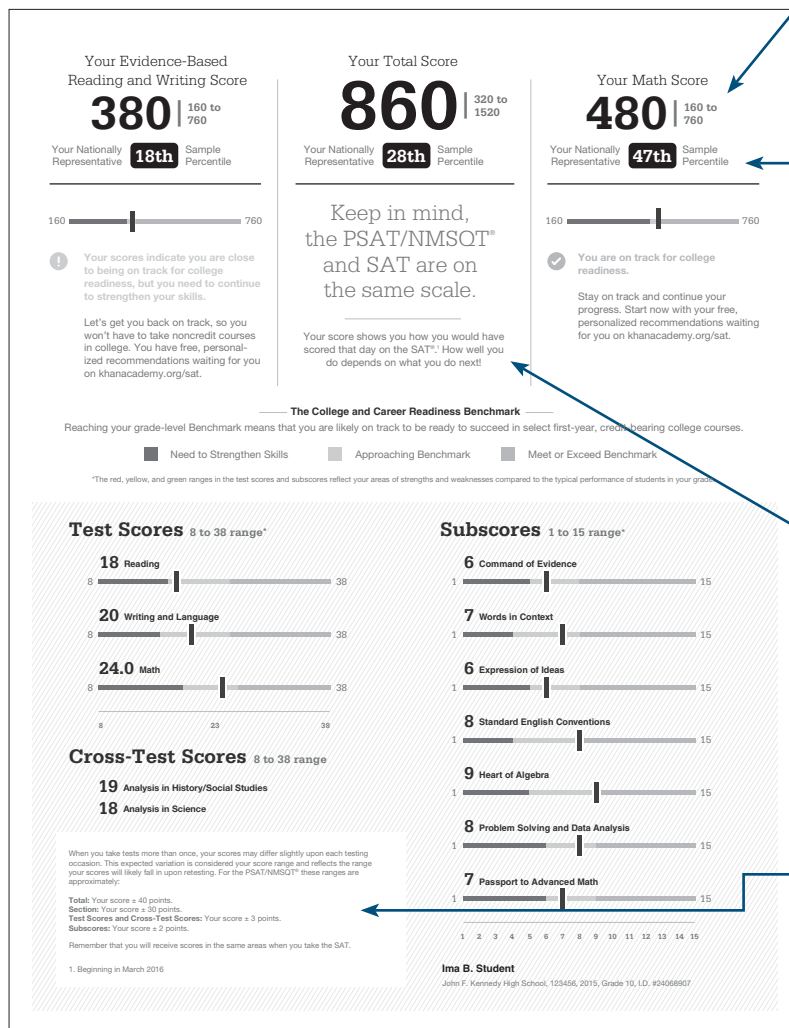 Your Evidence-Based
Reading and Writing Score
380 | 160 to
760
Your Nationally
Representative
18th
Sample
Percentile
160
760
Your scores indicate you are close
to being on track for college
readiness, but you need to continue
to strengthen your skills.
Let's get you back on track, so you
won't have to take noncredit courses
in college. You have free, personal-
ized recommendations waiting for you
on khanacademy.org/sat.
Your Total Score
860 | 320 to
1520
Your Nationally
Representative
28th
Sample
Percentile
Keep in mind,
the PSAT/NMSQT®
and SAT are on
the same scale.
Your score shows you how you would have
scored that day on the SAT®.¹ How well you
do depends on what you do next!
Your Math Score
480 | 160 to
760
Your Nationally
Representative
47th
Sample
Percentile
160
760
You are on track for college
readiness.
Stay on track and continue your
progress. Start now with your free,
personalized recommendations waiting
for you on khanacademy.org/sat.
The College and Career Readiness Benchmark
Reaching your grade-level Benchmark means that you are likely on track to be ready to succeed in select first-year, credit-bearing college courses.
Need to Strengthen Skills
Approaching Benchmark
Meet or Exceed Benchmark
*The red, yellow, and green ranges in the test scores and subscores reflect your areas of strengths and weaknesses compared to the typical performance of students in your grade.
Test Scores 8 to 38 range*
18 Reading
8
38
20 Writing and Language
8
38
24.0 Math
8
38
8 23 38
Cross-Test Scores 8 to 38 range
19 Analysis in History/Social Studies
18 Analysis in Science
When you take tests more than once, your scores may differ slightly upon each testing
occasion. This expected variation is considered your score range and reflects the range
your scores will likely fall in upon retesting. For the PSAT/NMSQT® these ranges are
approximately:
Total: Your score ± 40 points.
Section: Your score ± 30 points.
Test Scores and Cross-Test Scores: Your score ± 3 points.
Subscores: Your score ± 2 points.
Remember that you will receive scores in the same areas when you take the SAT.
1. Beginning in March 2016
Subscores 1 to 15 range*
6 Command of Evidence
1
15
7 Words in Context
1
15
6 Expression of Ideas
1
15
8 Standard English Conventions
1
15
9 Heart of Algebra
1
15
8 Problem Solving and Data Analysis
1
15
7 Passport to Advanced Math
1
15
1 2 3 4 5 6 7 8 9 10 11 12 13 14 15
Ima B. Student
John F. Kennedy High School, 123456, 2015, Grade 10, I.D. #24068907